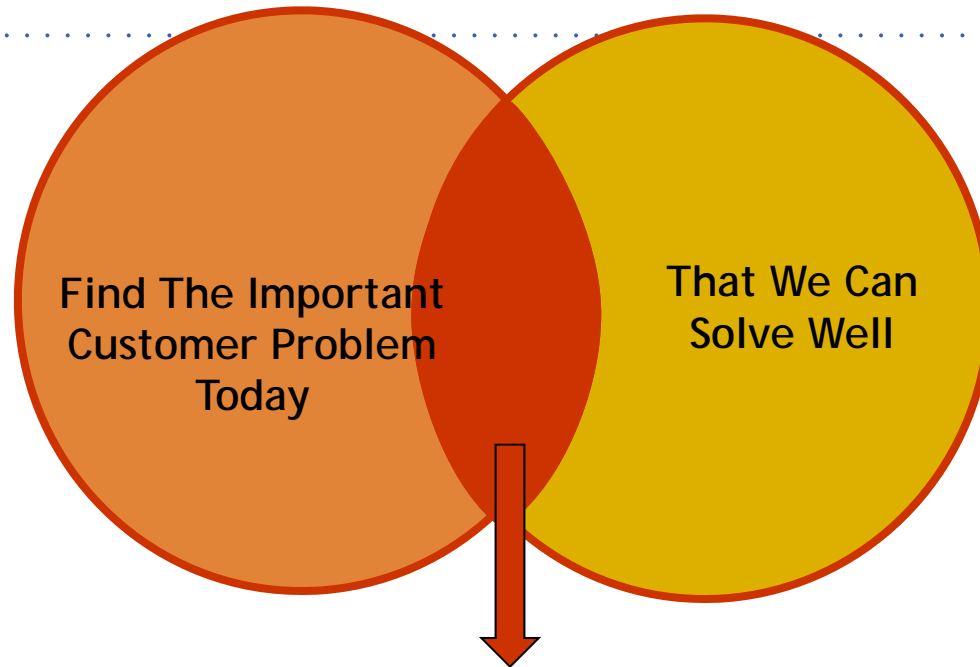 Find The Important
Customer Problem
Today
That We Can
Solve Well